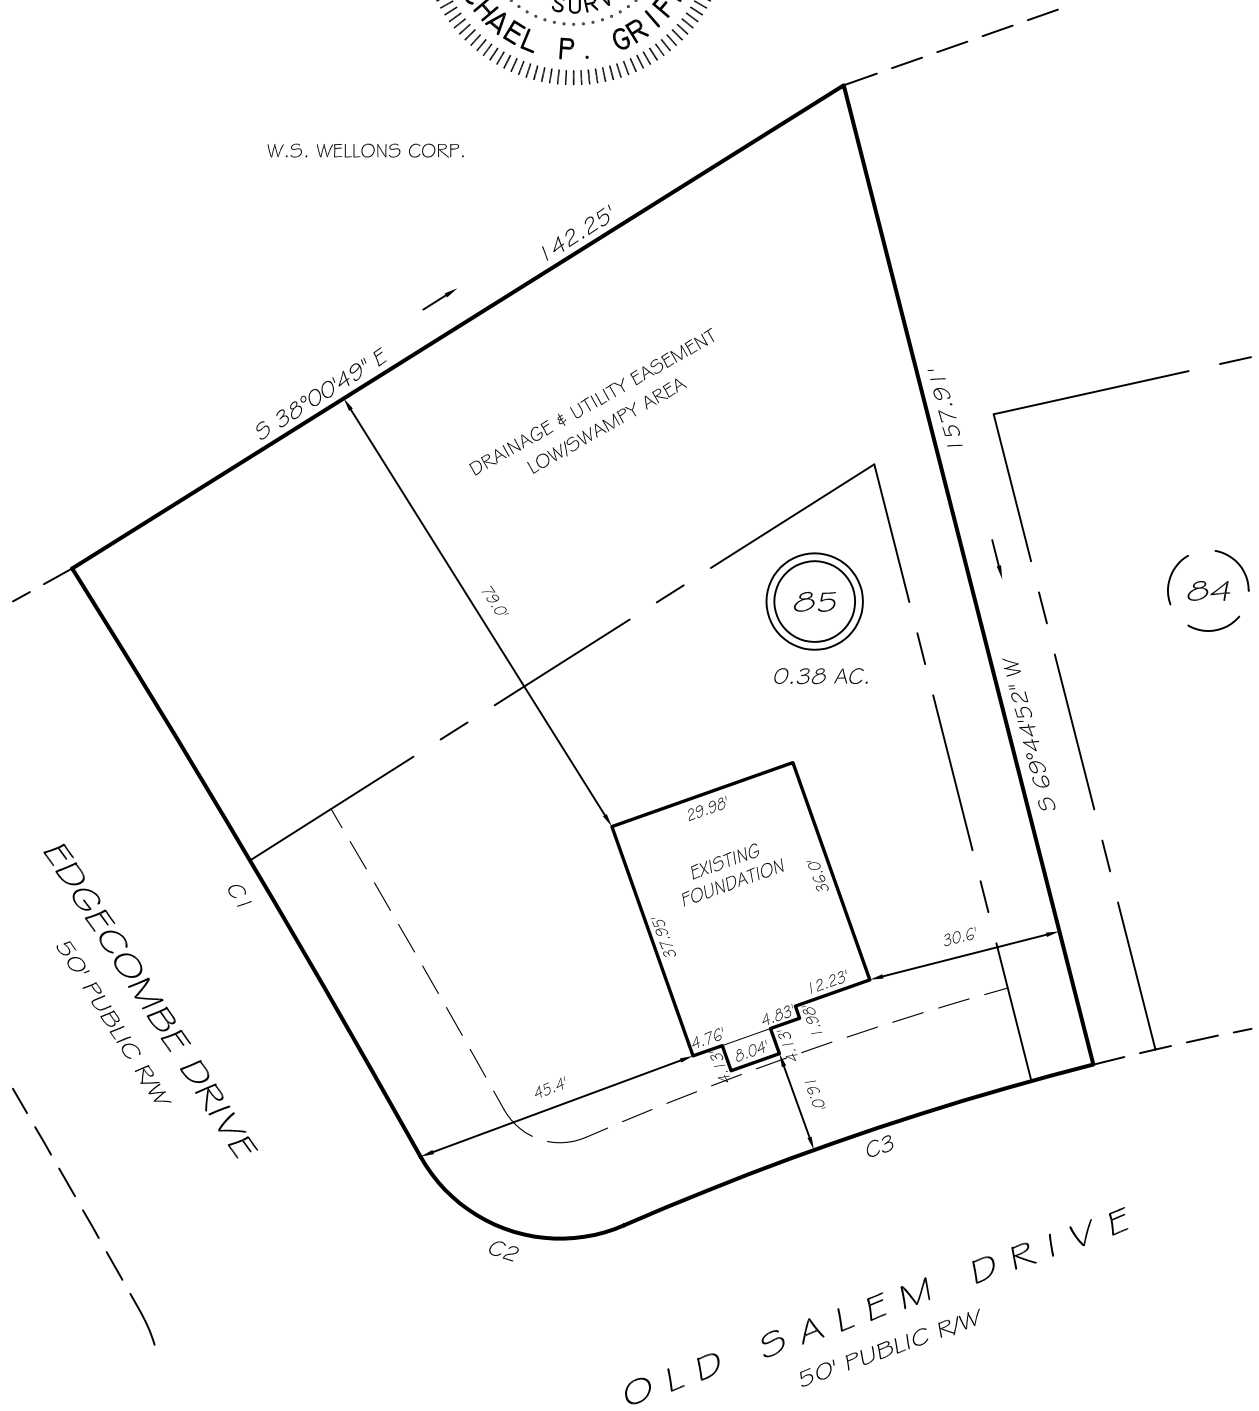 SURV
CHAEL P. GRIF
W.S. WELLONS CORP.
142.25'
S 38°00'49" E
DRAINAGE & UTILITY EASEMENT
LOW/SWAMPY AREA
157.91'
79.0'
85
0.38 AC.
84
S 69°44'52" W
29.98'
EXISTING
FOUNDATION
36.0'
37.95'
C1
EDGECOMBE DRIVE
50' PUBLIC R/W
30.6'
12.23'
4.83'
1.98'
4.76'
4.13'
8.04'
4.13'
45.4'
19.0'
C3
C2
OLD SALEM DRIVE
50' PUBLIC R/W